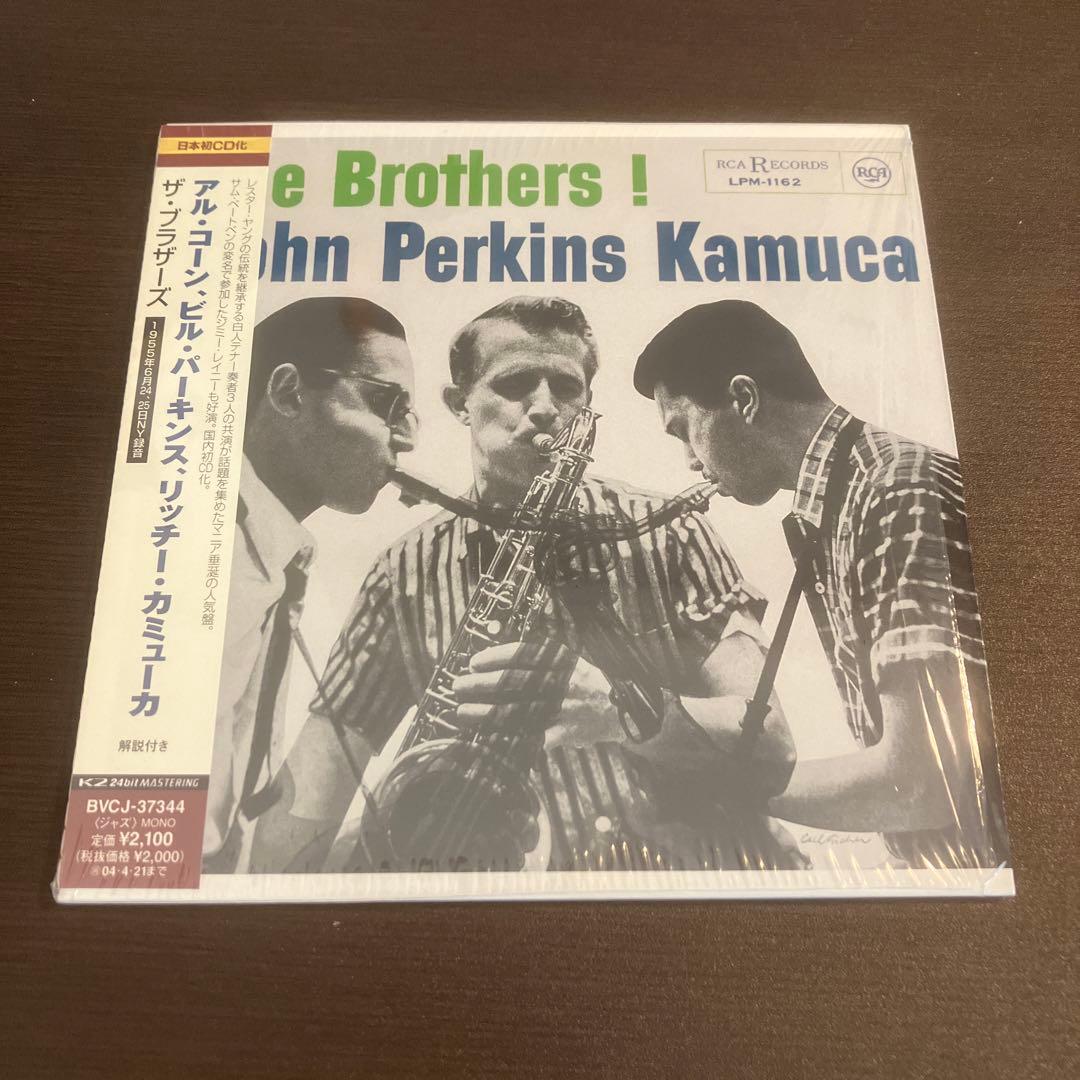 日本初CD化
レスター・ヤングの伝統を継承する白人テナー奏者3人の共演が話題を集めたマニア垂涎の人気盤。
サム・ベートベンの変名で参加したジミー・レイニーも好演。国内初CD化。
アル・コーン、ビル・パーキンス、リッチー・カミューカ
ザ・ブラザーズ
1955年6月24、25日NY録音
解説付き
K2 24bit MASTERING
BVCJ-37344
〈ジャズ〉 MONO
定価 ¥2,100
(税抜価格 ¥2,000)
04・4・21まで
e Brothers !
ohn Perkins Kamuca
RCA RECORDS
LPM-1162
RCA